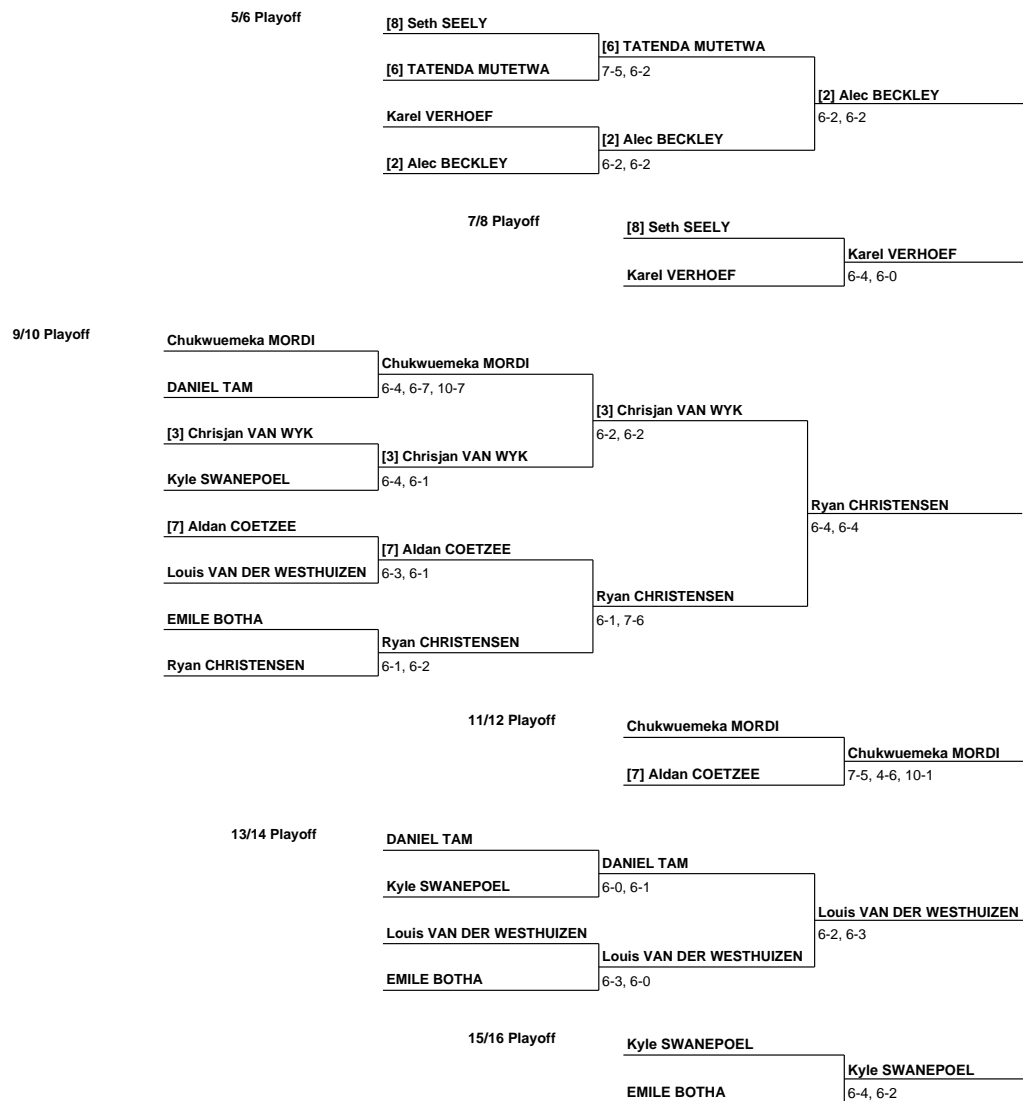 5/6 Playoff
[8] Seth SEELY
[6] TATENDA MUTETWA
[6] TATENDA MUTETWA
7-5, 6-2
[2] Alec BECKLEY
6-2, 6-2
Karel VERHOEF
[2] Alec BECKLEY
[2] Alec BECKLEY
6-2, 6-2
7/8 Playoff
[8] Seth SEELY
Karel VERHOEF
Karel VERHOEF
6-4, 6-0
9/10 Playoff
Chukwuemeka MORDI
Chukwuemeka MORDI
DANIEL TAM
6-4, 6-7, 10-7
[3] Chrisjan VAN WYK
6-2, 6-2
[3] Chrisjan VAN WYK
[3] Chrisjan VAN WYK
Kyle SWANEPOEL
6-4, 6-1
Ryan CHRISTENSEN
6-4, 6-4
[7] Aldan COETZEE
[7] Aldan COETZEE
Louis VAN DER WESTHUIZEN
6-3, 6-1
Ryan CHRISTENSEN
6-1, 7-6
EMILE BOTHA
Ryan CHRISTENSEN
Ryan CHRISTENSEN
6-1, 6-2
11/12 Playoff
Chukwuemeka MORDI
Chukwuemeka MORDI
[7] Aldan COETZEE
7-5, 4-6, 10-1
13/14 Playoff
DANIEL TAM
DANIEL TAM
Kyle SWANEPOEL
6-0, 6-1
Louis VAN DER WESTHUIZEN
6-2, 6-3
Louis VAN DER WESTHUIZEN
Louis VAN DER WESTHUIZEN
EMILE BOTHA
6-3, 6-0
15/16 Playoff
Kyle SWANEPOEL
Kyle SWANEPOEL
EMILE BOTHA
6-4, 6-2